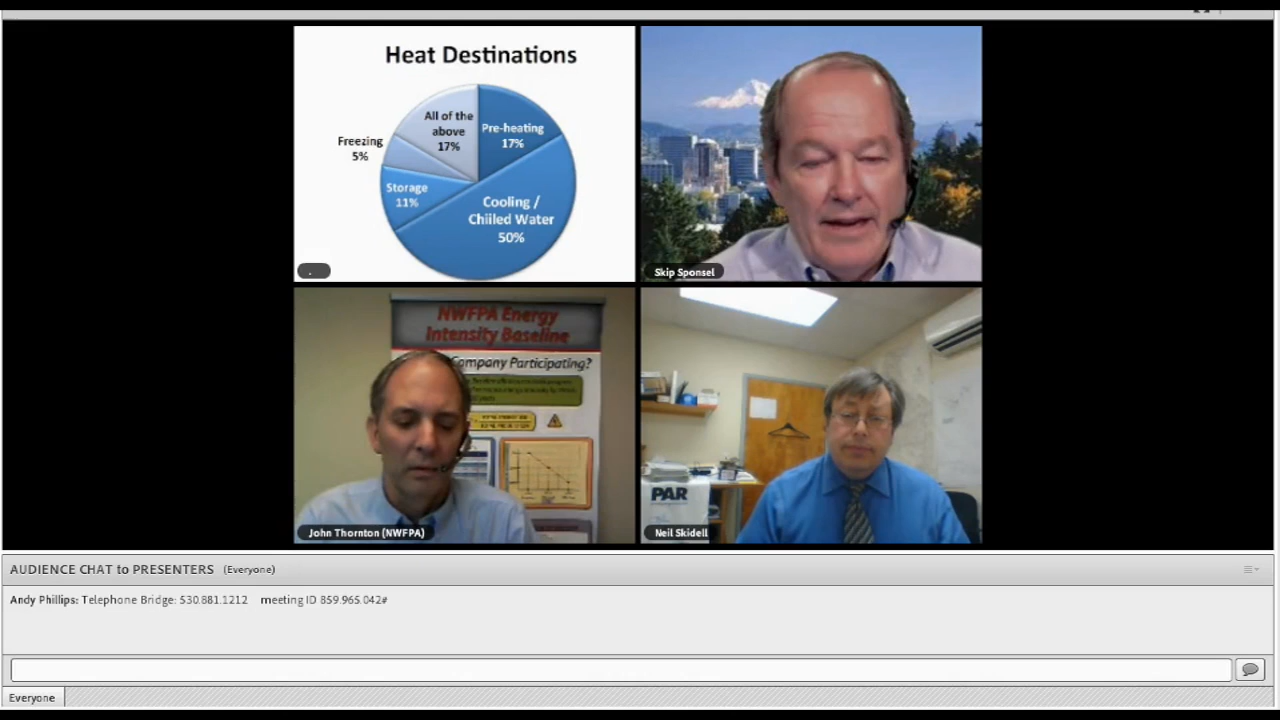 Heat Destinations
All of the
above
17%
Pre-heating
17%
Freezing
5%
Storage
11%
Cooling /
Chiiled Water
50%
.
Skip Sponsel
NWFPA Energy
Intensity Baseline
Company Participating?
John Thornton (NWFPA)
PAR
Neil Skidell
AUDIENCE CHAT to PRESENTERS (Everyone)
Andy Phillips: Telephone Bridge: 530.881.1212 meeting ID 859.965.042#
Everyone